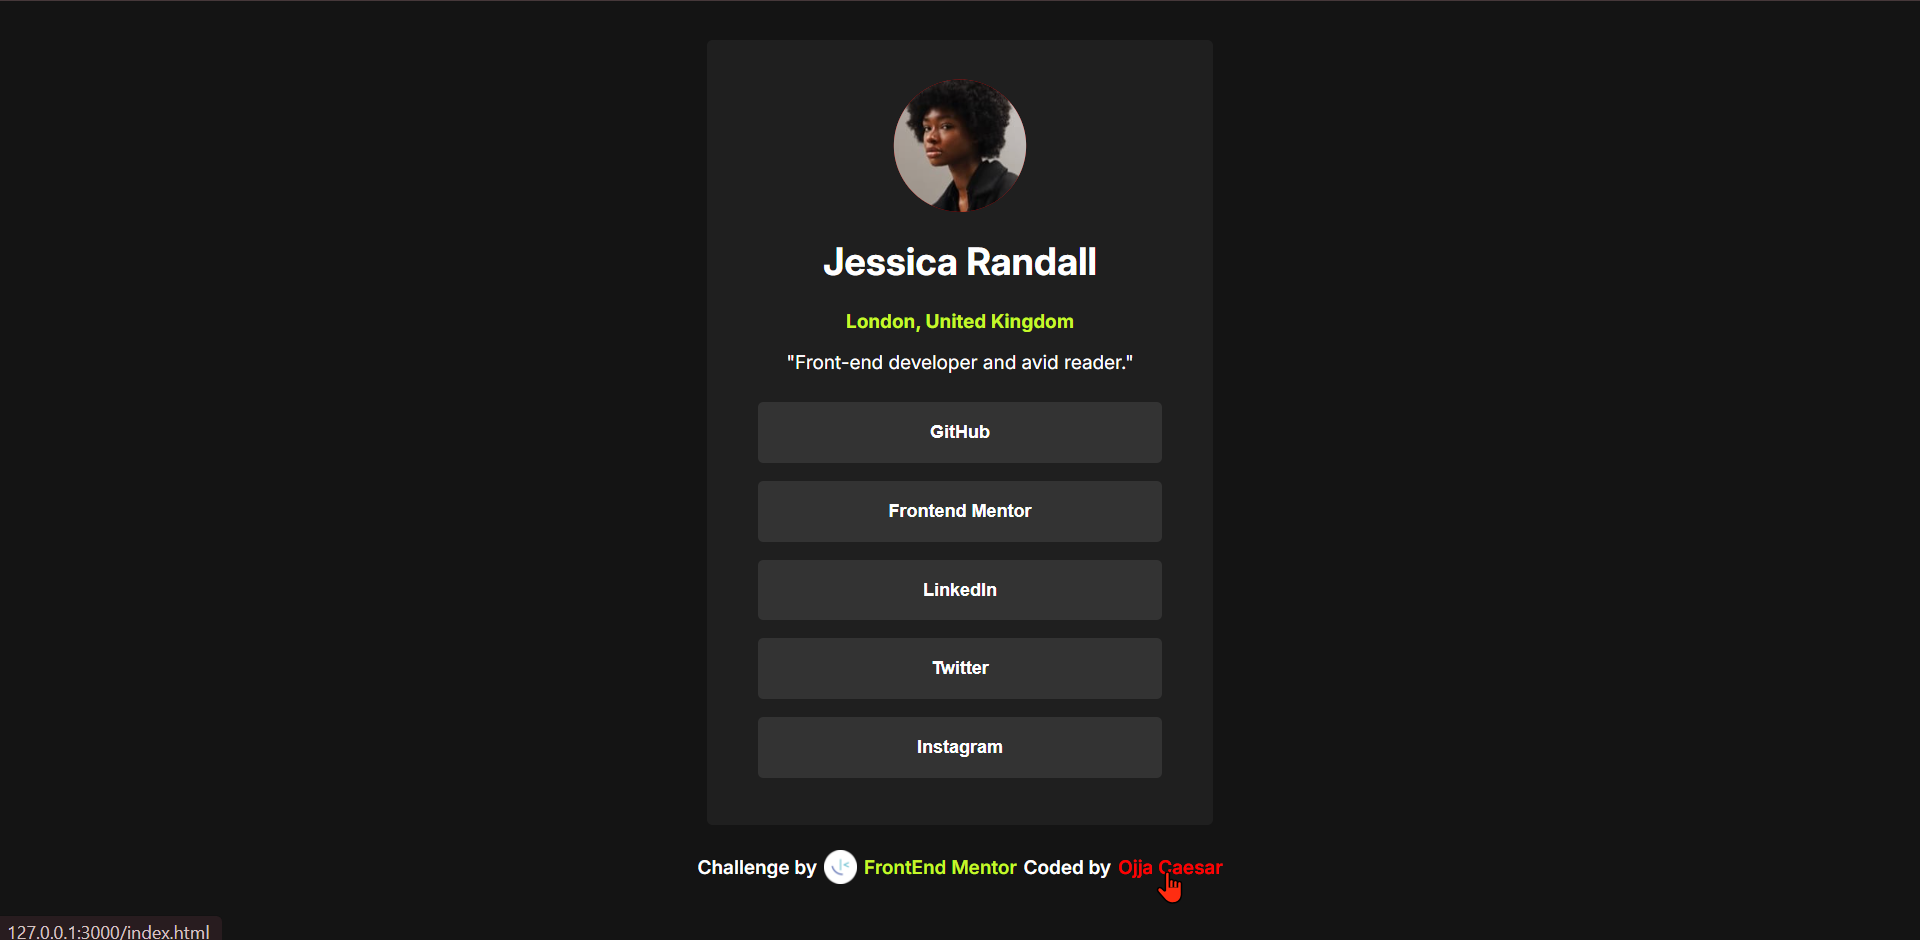 Jessica Randall
London, United Kingdom
"Front-end developer and avid reader."
GitHub
Frontend Mentor
LinkedIn
Twitter
Instagram
Challenge by FrontEnd Mentor Coded by Ojja Caesar
127.0.0.1:3000/index.html